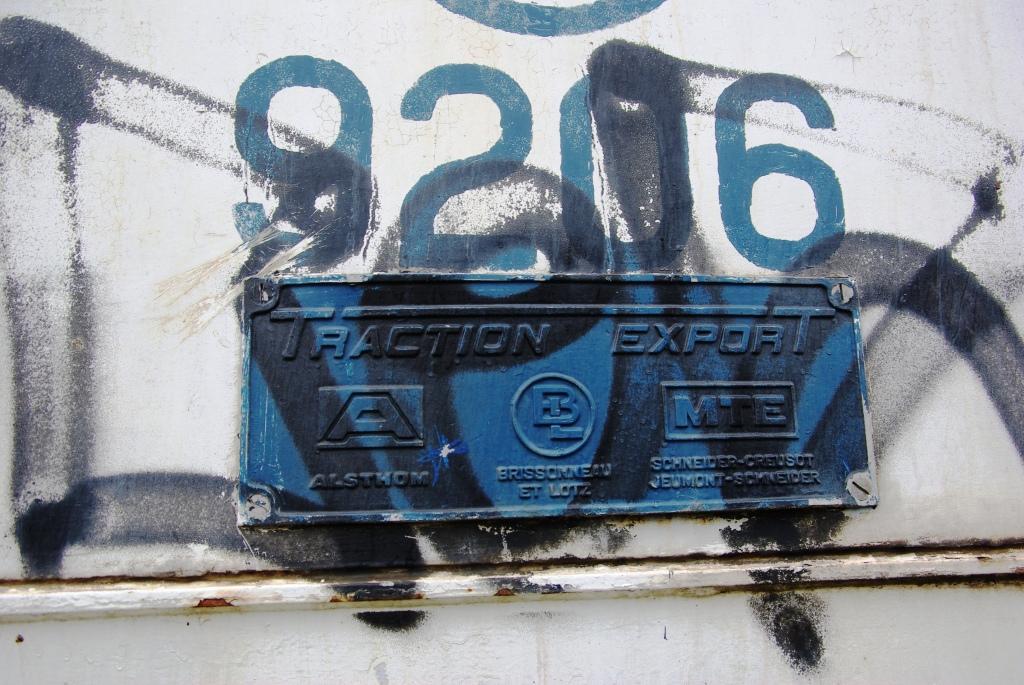 9206
TRACTION EXPORT
A BL MTE
ALSTHOM BRISSONNEAU ET LOTZ SCHNEIDER-CREUSOT JEUMONT-SCHNEIDER